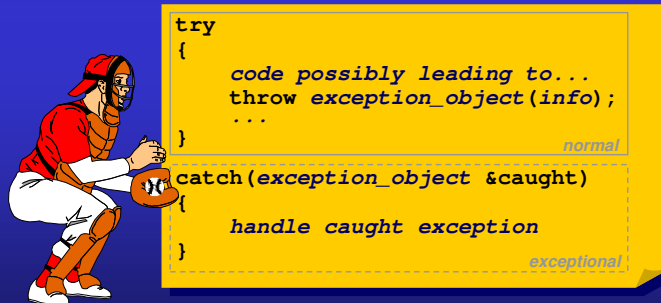 try
{
code possibly leading to...
throw exception_object(info);
...
}
normal
catch(exception_object &caught)
{
handle caught exception
}
exceptional